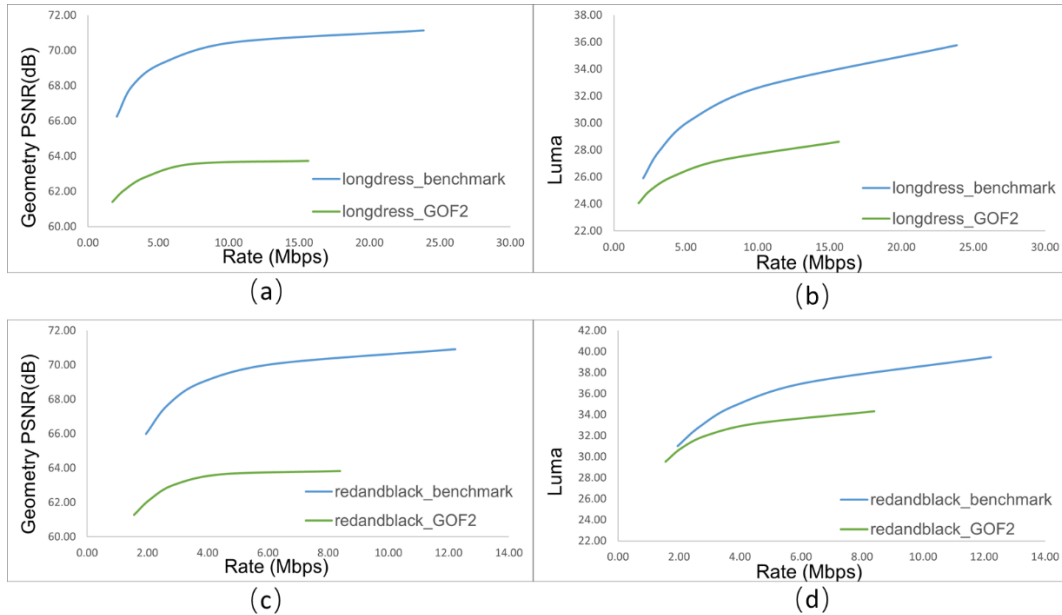 72.00
70.00
68.00
66.00
64.00
62.00
60.00
Geometry PSNR(dB)
longdress_benchmark
longdress_GOF2
0.00 5.00 10.00 15.00 20.00 25.00 30.00
Rate (Mbps)
(a)
38.00
36.00
34.00
32.00
30.00
28.00
26.00
24.00
22.00
Luma
longdress_benchmark
longdress_GOF2
0.00 5.00 10.00 15.00 20.00 25.00 30.00
Rate (Mbps)
(b)
72.00
70.00
68.00
66.00
64.00
62.00
60.00
Geometry PSNR(dB)
redandblack_benchmark
redandblack_GOF2
0.00 2.00 4.00 6.00 8.00 10.00 12.00 14.00
Rate (Mbps)
(c)
42.00
40.00
38.00
36.00
34.00
32.00
30.00
28.00
26.00
24.00
22.00
Luma
redandblack_benchmark
redandblack_GOF2
0.00 2.00 4.00 6.00 8.00 10.00 12.00 14.00
Rate (Mbps)
(d)